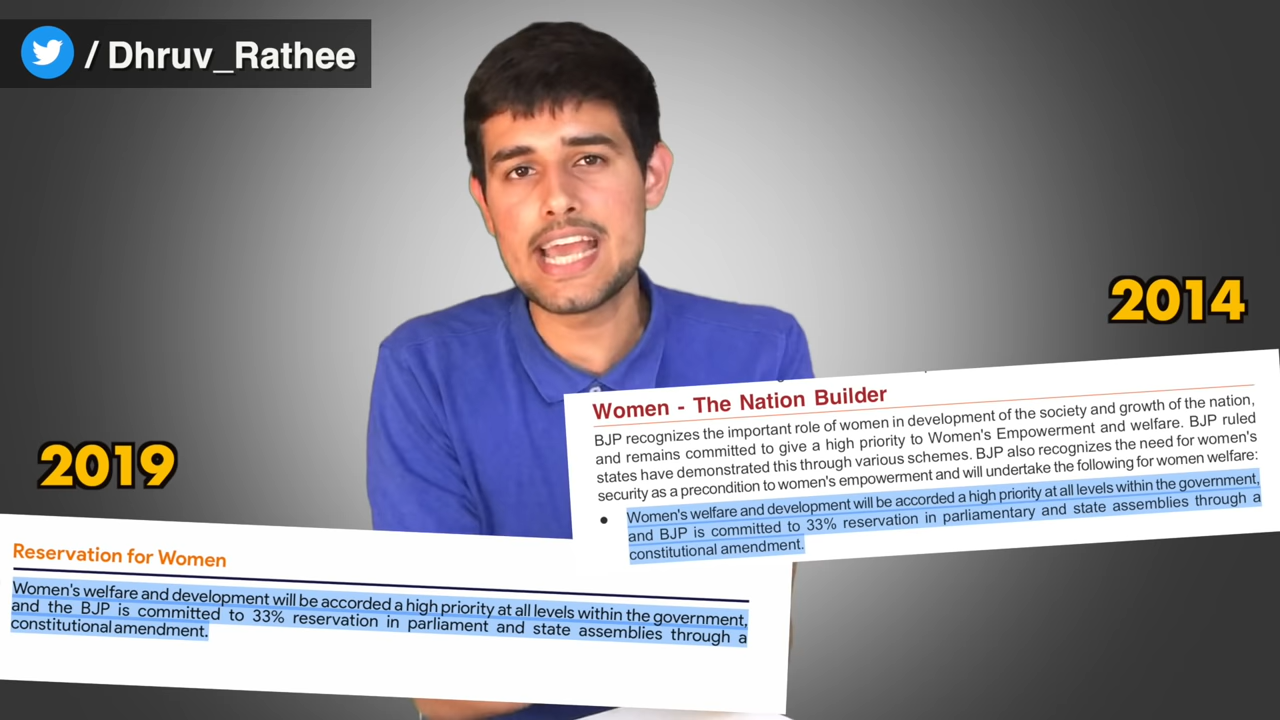 / Dhruv_Rathee
2014
Women - The Nation Builder
BJP recognizes the important role of women in development of the society and growth of the nation,
and remains committed to give a high priority to Women's Empowerment and welfare. BJP ruled
states have demonstrated this through various schemes. BJP also recognizes the need for women's
security as a precondition to women's empowerment and will undertake the following for women welfare:
• Women's welfare and development will be accorded a high priority at all levels within the government,
and BJP is committed to 33% reservation in parliamentary and state assemblies through a
constitutional amendment.
2019
Reservation for Women
Women's welfare and development will be accorded a high priority at all levels within the government,
and the BJP is committed to 33% reservation in parliament and state assemblies through a
constitutional amendment.